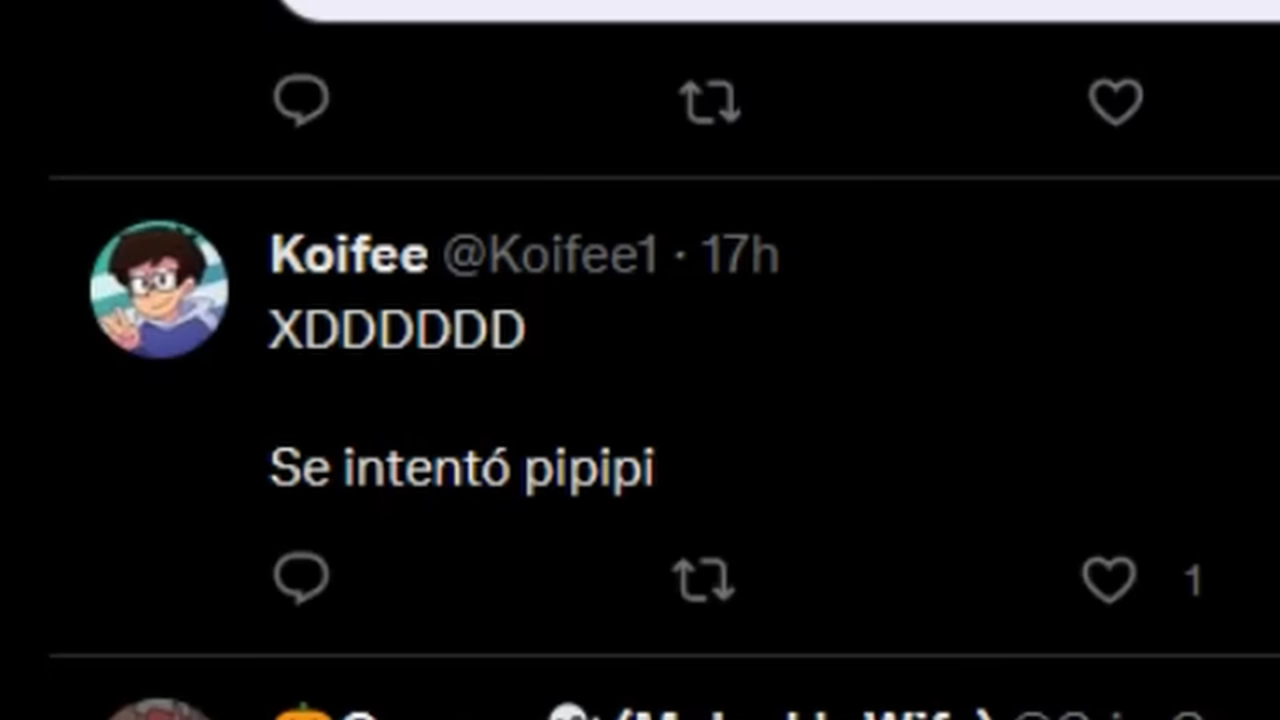 Koifee @Koifee1 · 17h
XDDDDDD
Se intentó pipipi
1